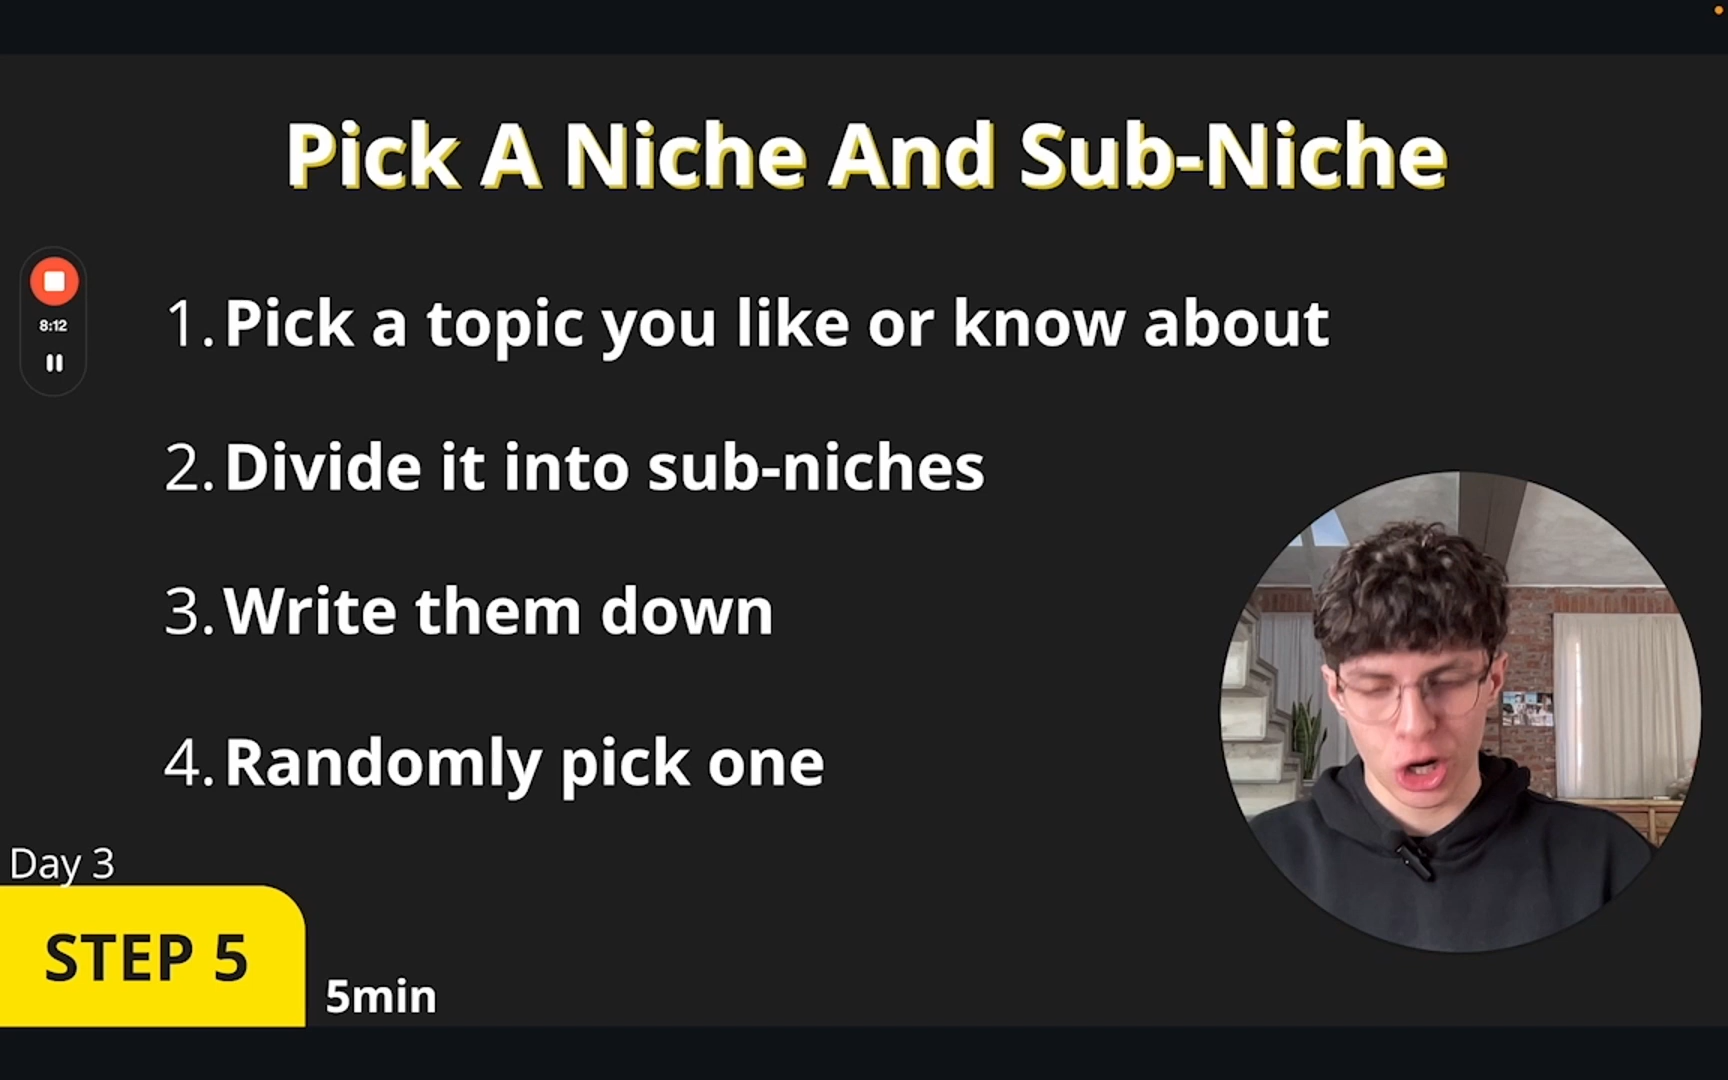 Pick A Niche And Sub-Niche
8:12
1. Pick a topic you like or know about
2. Divide it into sub-niches
3. Write them down
4. Randomly pick one
Day 3
STEP 5
5min